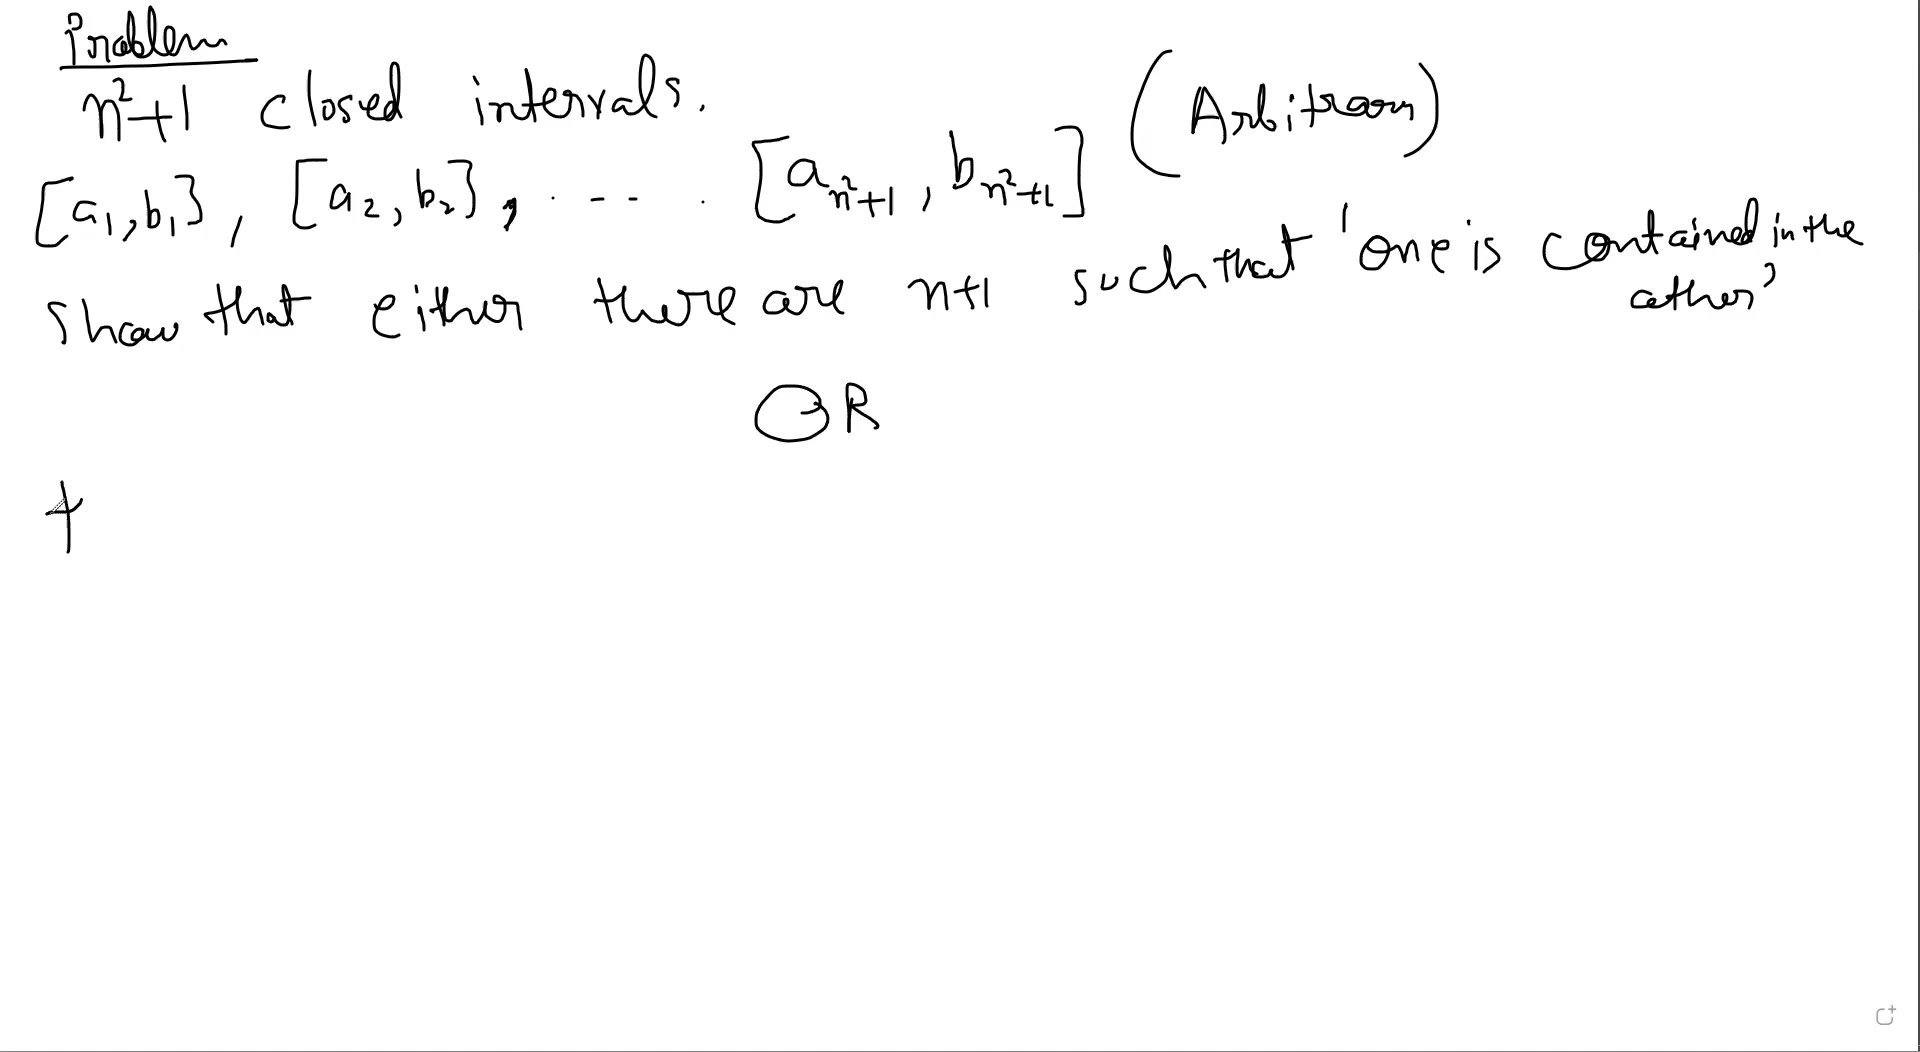 Problem
n²+1 closed intervals. (Arbitrary)
[a₁,b₁], [a₂,b₂], . -- . [aₙ²₊₁, bₙ²₊₁]
show that either there are n+1 such that 'one is contained in the
other'
OR